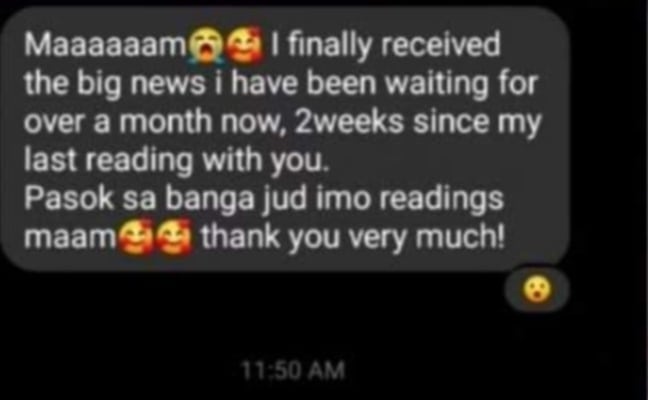 Maaaaaam😭🥰 I finally received
the big news i have been waiting for
over a month now, 2weeks since my
last reading with you.
Pasok sa banga jud imo readings
maam🥰🥰 thank you very much!
😮
11:50 AM